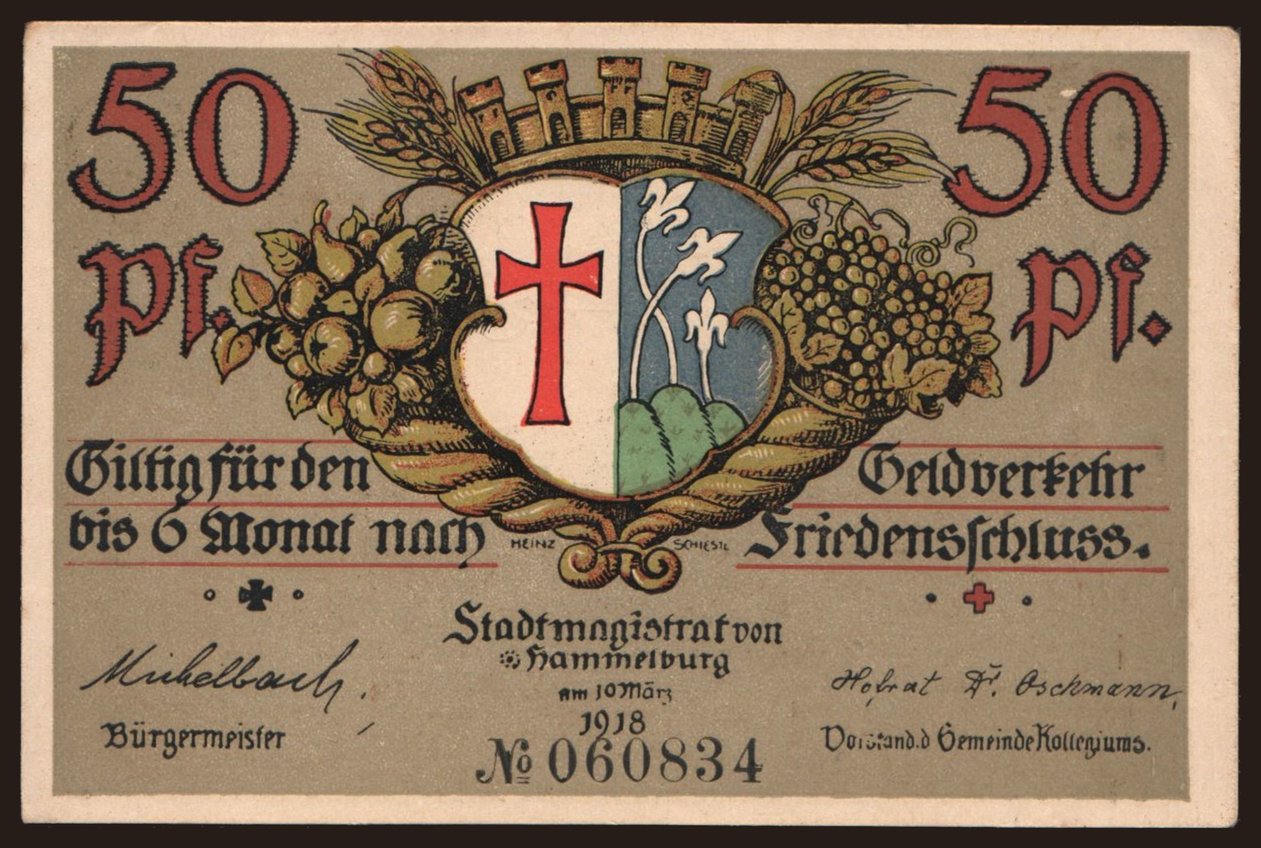 50 50
pf. pf.
Giltig für den Geldverkehr
bis 6 Monat nach Friedensschluss.
HEINZ SCHIESTL
Stadtmagistrat von
Hammelburg
am 10 März
1918
No 060834
Michelbach.
Bürgermeister
Hofrat Dr. Oschmann,
Vorstand.d Gemeinde Kollegiums.